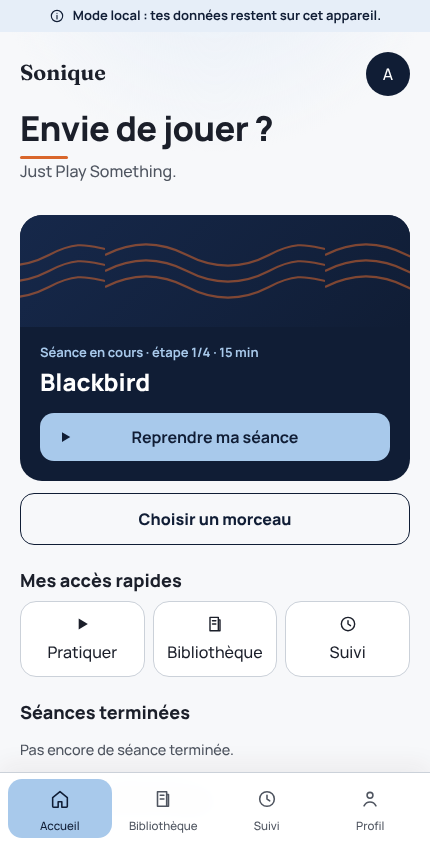 Mode local : tes données restent sur cet appareil.
Sonique
A
Envie de jouer ?
Just Play Something.
Séance en cours · étape 1/4 · 15 min
Blackbird
Reprendre ma séance
Choisir un morceau
Mes accès rapides
Pratiquer
Bibliothèque
Suivi
Séances terminées
Pas encore de séance terminée.
Accueil
Bibliothèque
Suivi
Profil